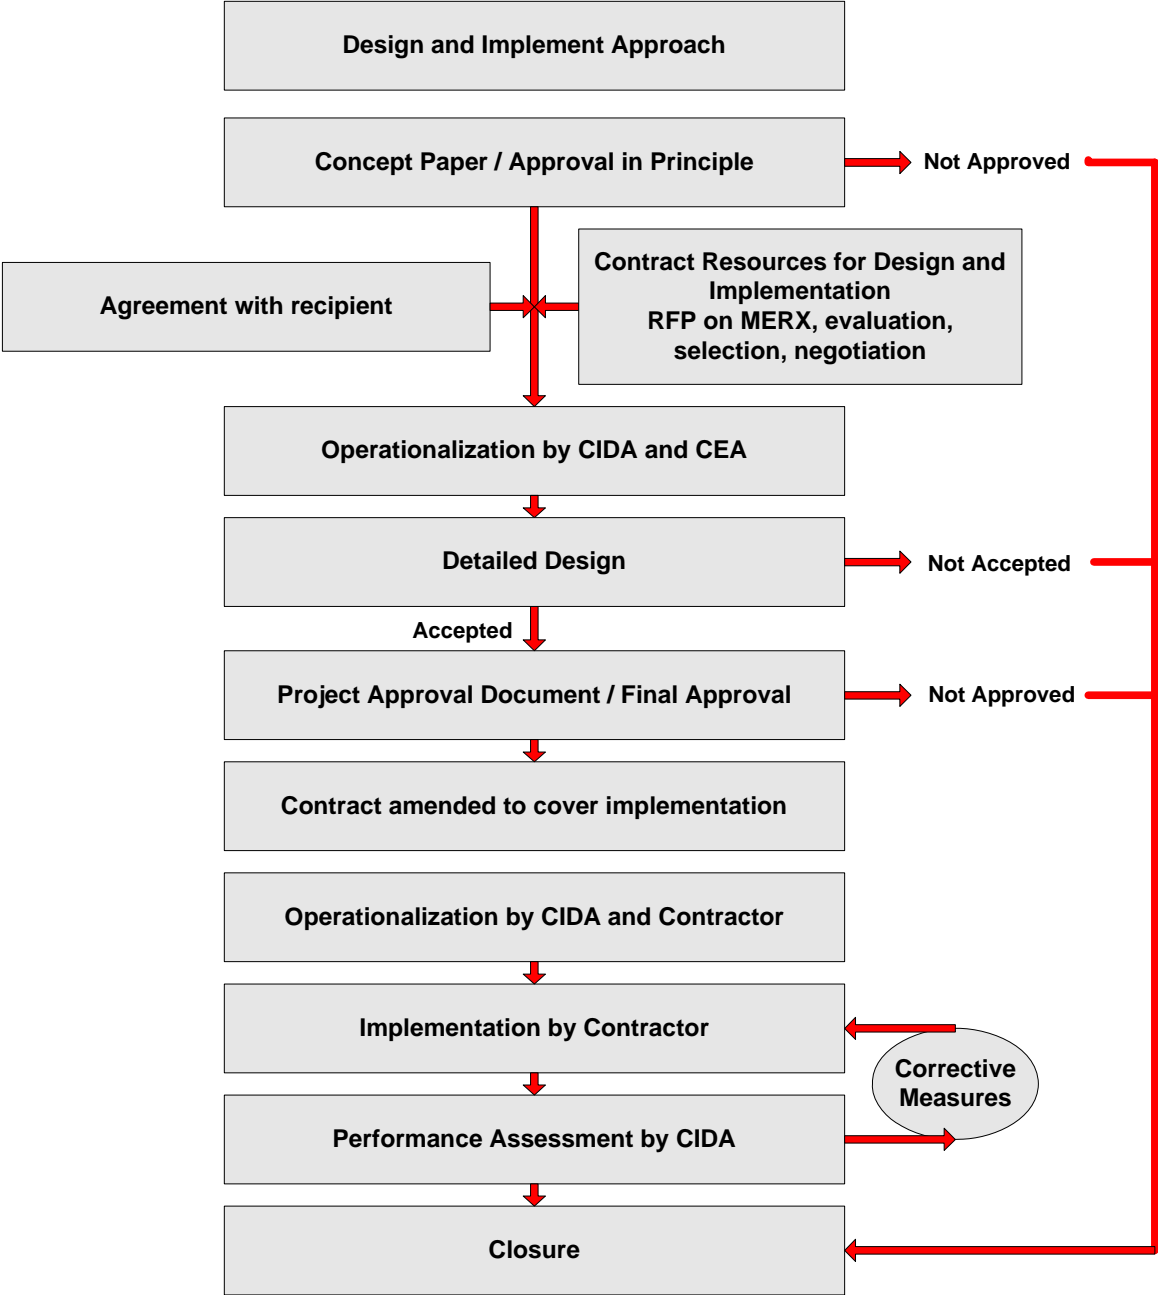 Design and Implement Approach
Concept Paper / Approval in Principle
Not Approved
Agreement with recipient
Contract Resources for Design and
Implementation
RFP on MERX, evaluation,
selection, negotiation
Operationalization by CIDA and CEA
Detailed Design
Not Accepted
Accepted
Project Approval Document / Final Approval
Not Approved
Contract amended to cover implementation
Operationalization by CIDA and Contractor
Implementation by Contractor
Corrective
Measures
Performance Assessment by CIDA
Closure